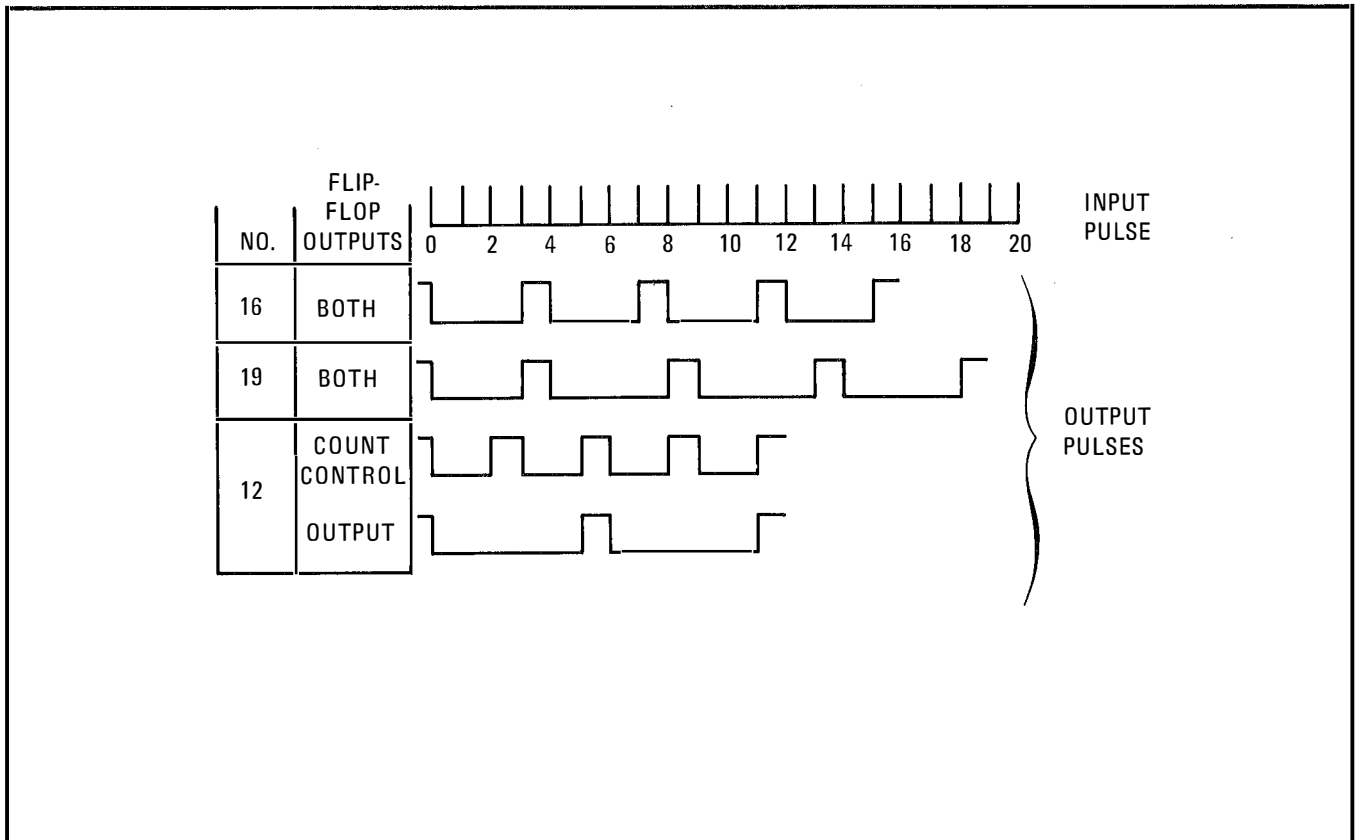 FLIP-
FLOP
NO. OUTPUTS
0 2 4 6 8 10 12 14 16 18 20
INPUT
PULSE
16 BOTH
19 BOTH
12
COUNT
CONTROL
OUTPUT
OUTPUT
PULSES